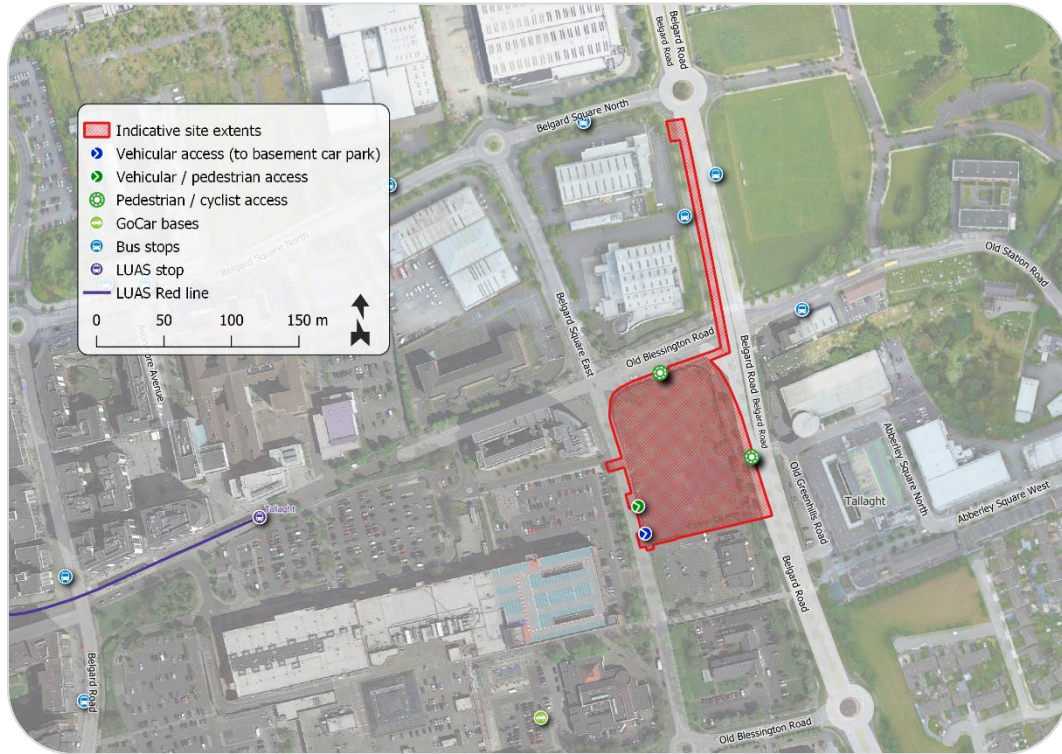 Belgard Road
Belgard Road
Belgard Square North
Indicative site extents
Vehicular access (to basement car park)
Vehicular / pedestrian access
Pedestrian / cyclist access
GoCar bases
Bus stops
LUAS stop
LUAS Red line
0 50 100 150 m
Belgard Square North
Old Station Road
Belgard Square East
Old Blessington Road
Belgard Road
Belgard Road
Abberley Square North
Old Greenhills Road
Tallaght
Abberley Square West
Tallaght
Belgard Road
Belgard Road
Old Blessington Road